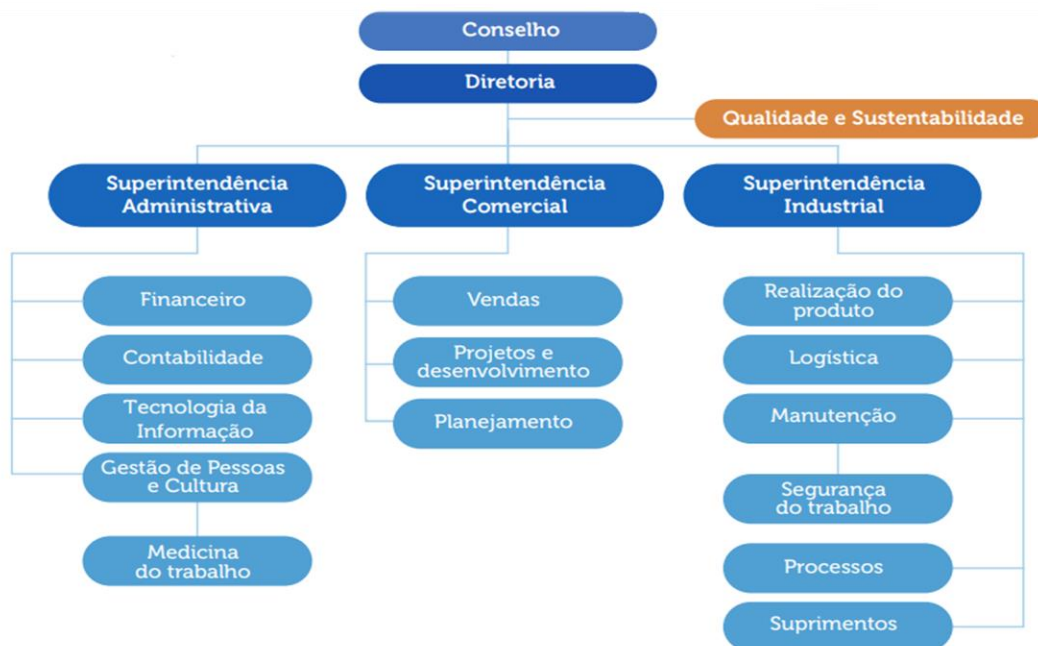 Conselho
Diretoria
Qualidade e Sustentabilidade
Superintendência
Administrativa
Superintendência
Comercial
Superintendência
Industrial
Financeiro
Contabilidade
Tecnologia da
Informação
Gestão de Pessoas
e Cultura
Medicina
do trabalho
Vendas
Projetos e
desenvolvimento
Planejamento
Realização do
produto
Logística
Manutenção
Segurança
do trabalho
Processos
Suprimentos